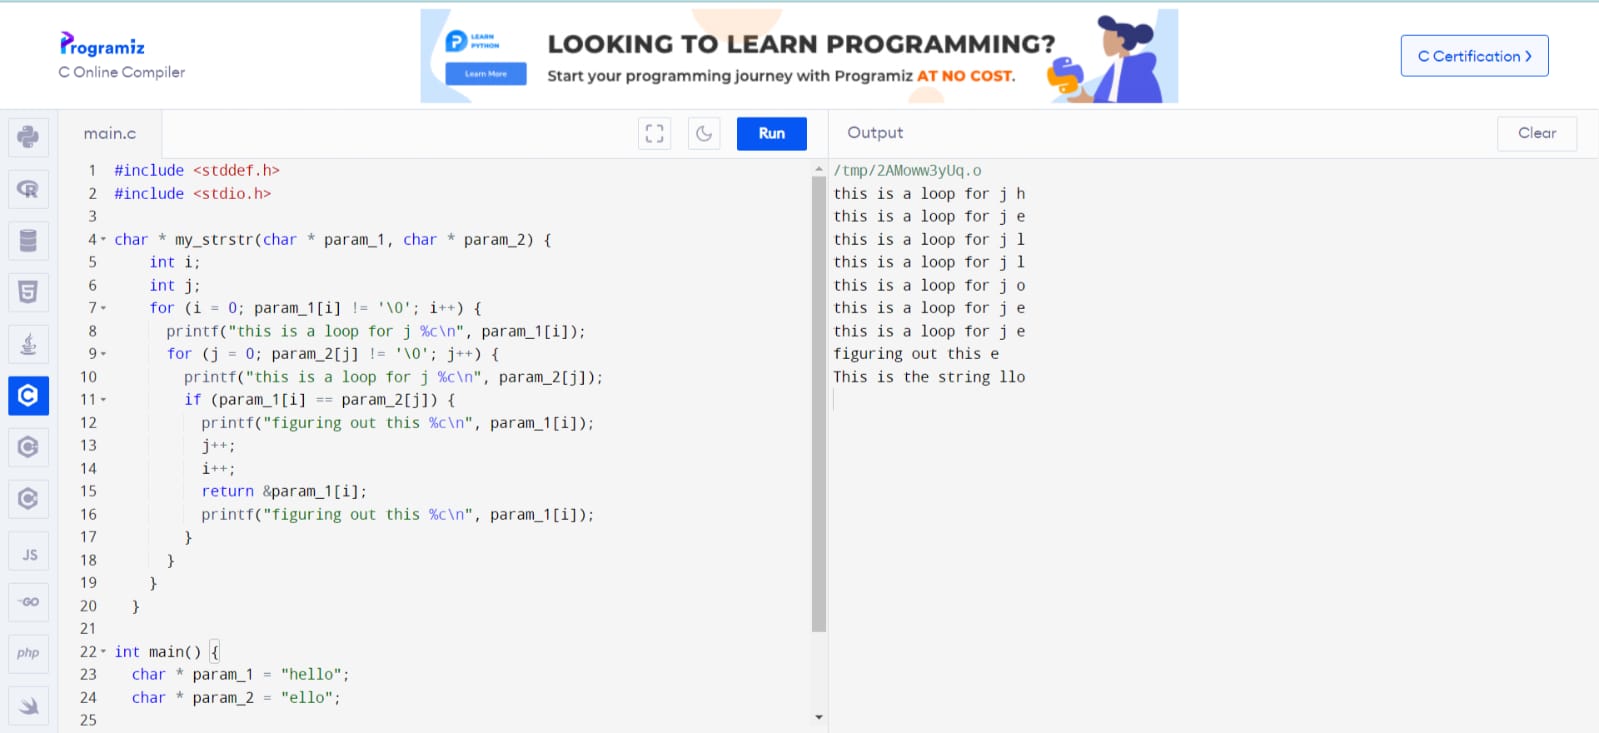 Programiz
C Online Compiler
LEARN
PYTHON
Learn More
LOOKING TO LEARN PROGRAMMING?
Start your programming journey with Programiz AT NO COST.
C Certification >
main.c
Run
Output
Clear
1 #include <stddef.h>
2 #include <stdio.h>
3
4 char * my_strstr(char * param_1, char * param_2) {
5 int i;
6 int j;
7 for (i = 0; param_1[i] != '\0'; i++) {
8 printf("this is a loop for j %c\n", param_1[i]);
9 for (j = 0; param_2[j] != '\0'; j++) {
10 printf("this is a loop for j %c\n", param_2[j]);
11 if (param_1[i] == param_2[j]) {
12 printf("figuring out this %c\n", param_1[i]);
13 j++;
14 i++;
15 return &param_1[i];
16 printf("figuring out this %c\n", param_1[i]);
17 }
18 }
19 }
20 }
21
22 int main() {
23 char * param_1 = "hello";
24 char * param_2 = "ello";
25
/tmp/2AMoww3yUq.o
this is a loop for j h
this is a loop for j e
this is a loop for j l
this is a loop for j l
this is a loop for j o
this is a loop for j e
this is a loop for j e
figuring out this e
This is the string llo
JS
GO
php